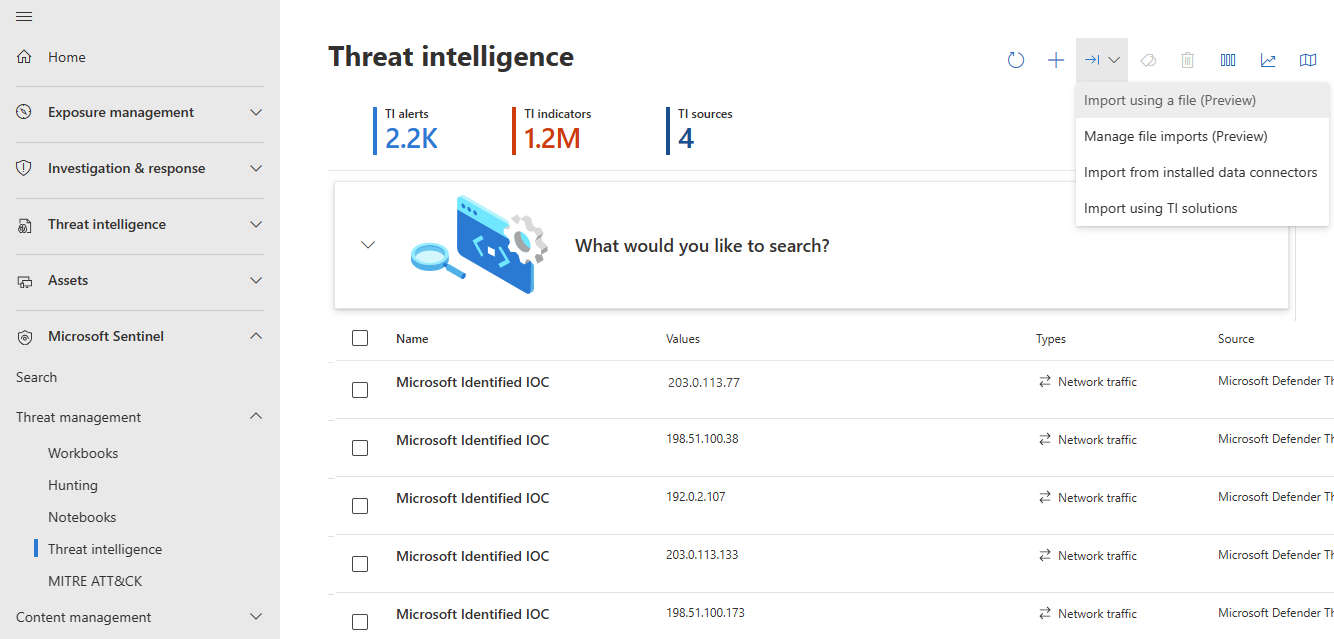 Home
Exposure management
Investigation & response
Threat intelligence
Assets
Microsoft Sentinel
Search
Threat management
Workbooks
Hunting
Notebooks
Threat intelligence
MITRE ATT&CK
Content management
Threat intelligence
Import using a file (Preview)
Manage file imports (Preview)
Import from installed data connectors
Import using TI solutions
TI alerts TI indicators TI sources
2.2K 1.2M 4
What would you like to search?
Name Values Types Source
Microsoft Identified IOC 203.0.113.77 Network traffic Microsoft Defender Th
Microsoft Identified IOC 198.51.100.38 Network traffic Microsoft Defender Th
Microsoft Identified IOC 192.0.2.107 Network traffic Microsoft Defender Th
Microsoft Identified IOC 203.0.113.133 Network traffic Microsoft Defender Th
Microsoft Identified IOC 198.51.100.173 Network traffic Microsoft Defender Th